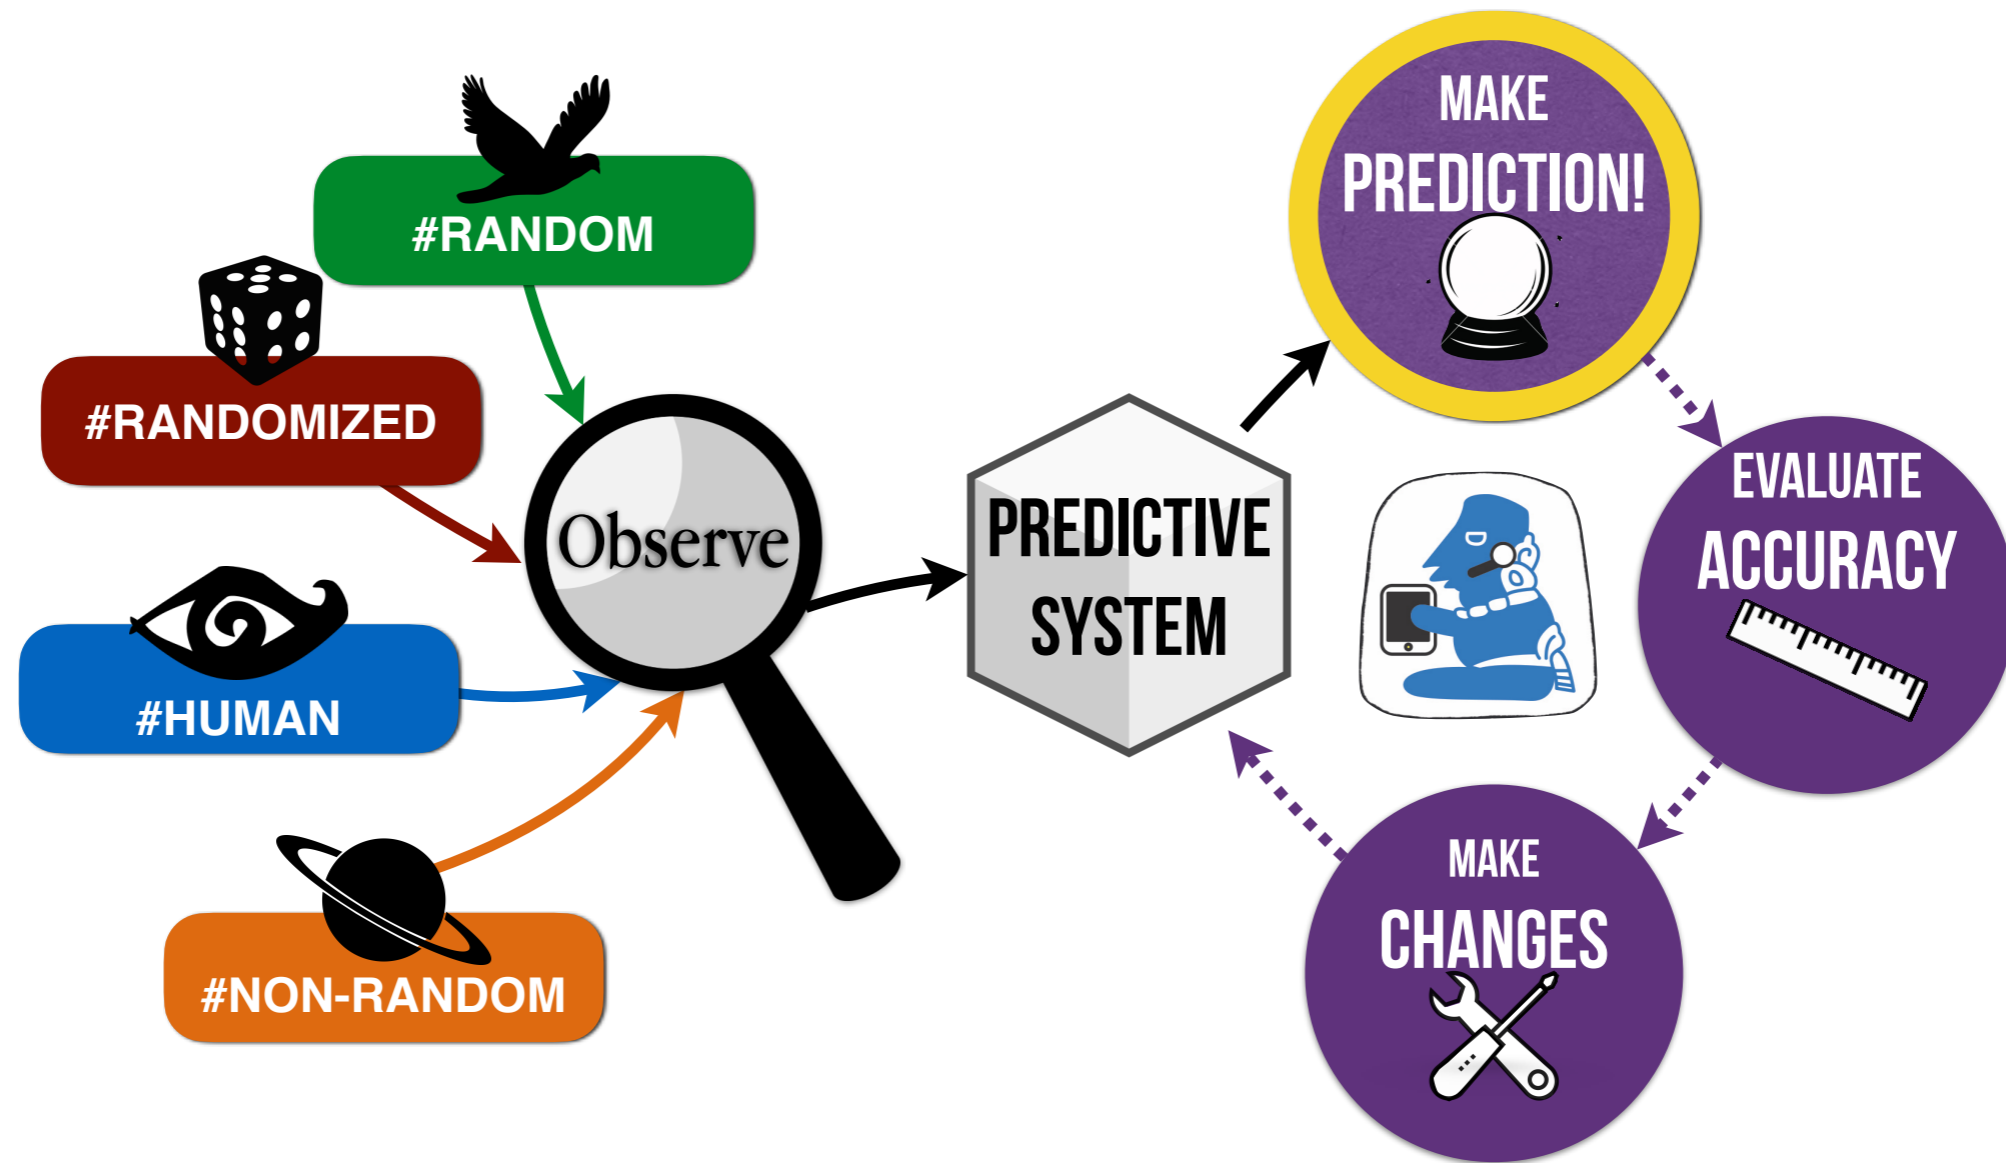 #RANDOM
#RANDOMIZED
#HUMAN
#NON-RANDOM
Observe
PREDICTIVE
SYSTEM
MAKE
PREDICTION!
EVALUATE
ACCURACY
MAKE
CHANGES